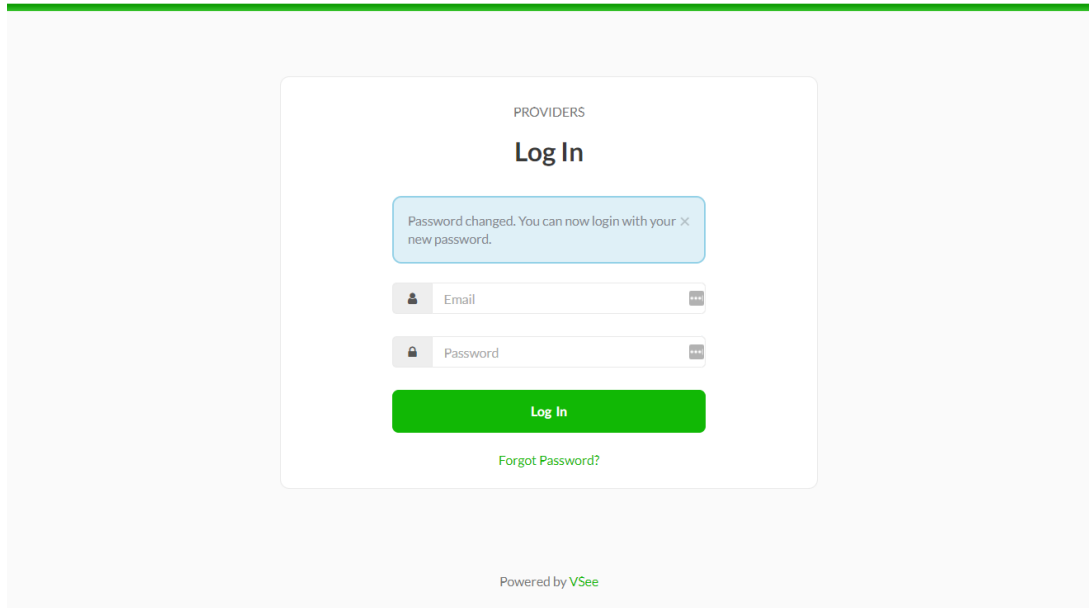 PROVIDERS
Log In
Password changed. You can now login with your ×
new password.
Email
Password
Log In
Forgot Password?
Powered by VSee